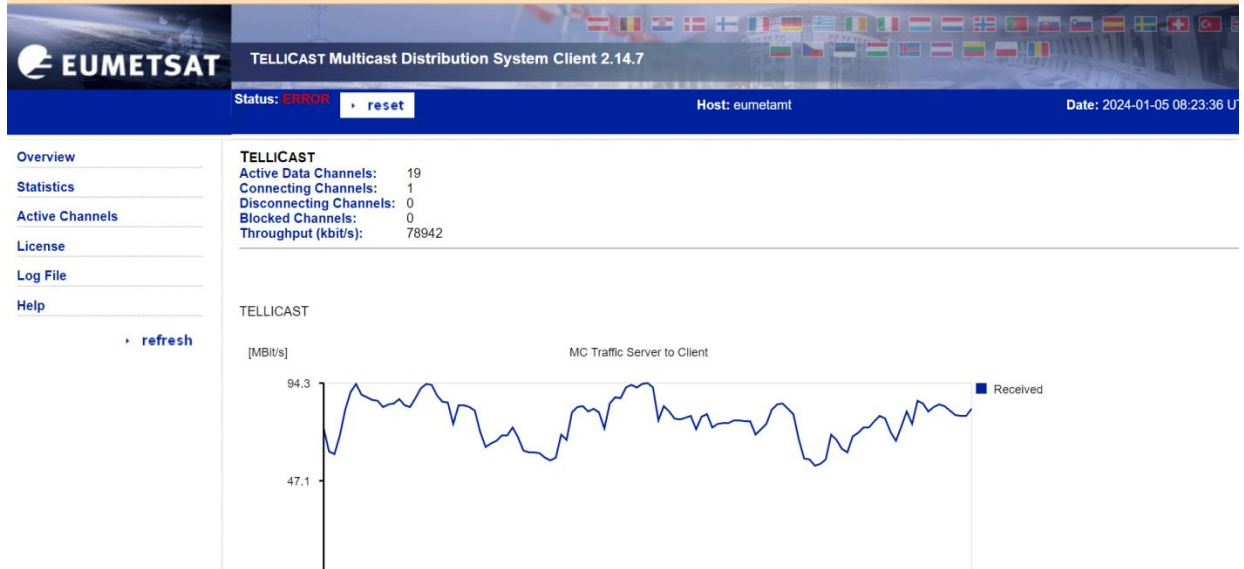 EUMETSAT
TELLICAST Multicast Distribution System Client 2.14.7
Status: ERROR
reset
Host: eumetamt
Date: 2024-01-05 08:23:36
Overview
Statistics
Active Channels
License
Log File
Help
refresh
TELLICAST
Active Data Channels: 19
Connecting Channels: 1
Disconnecting Channels: 0
Blocked Channels: 0
Throughput (kbit/s): 78942
TELLICAST
[MBit/s]
MC Traffic Server to Client
94.3
Received
47.1